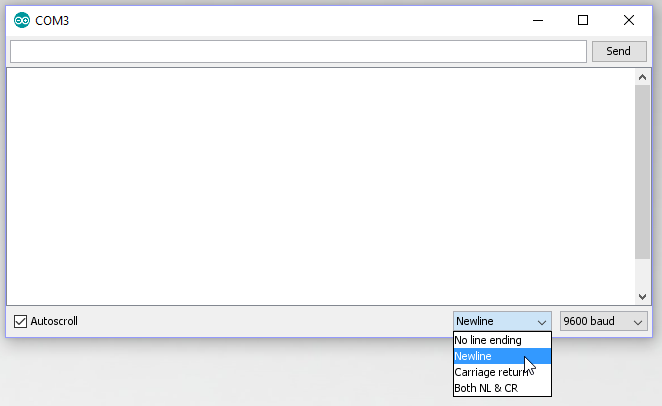 COM3
Send
Autoscroll
Newline
9600 baud
No line ending
Newline
Carriage return
Both NL & CR